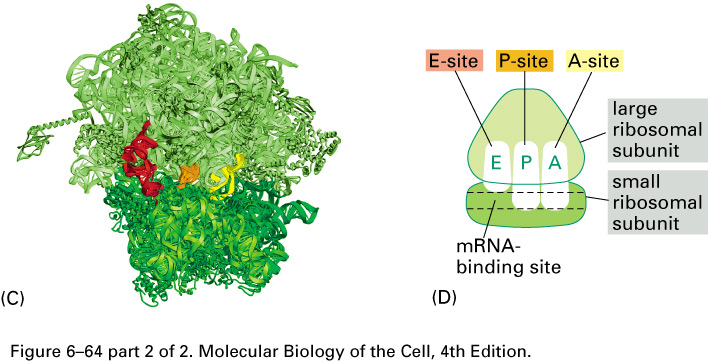 E-site P-site A-site
large
ribosomal
subunit
E P A
small
ribosomal
subunit
mRNA-
binding site
(C) (D)
Figure 6–64 part 2 of 2. Molecular Biology of the Cell, 4th Edition.